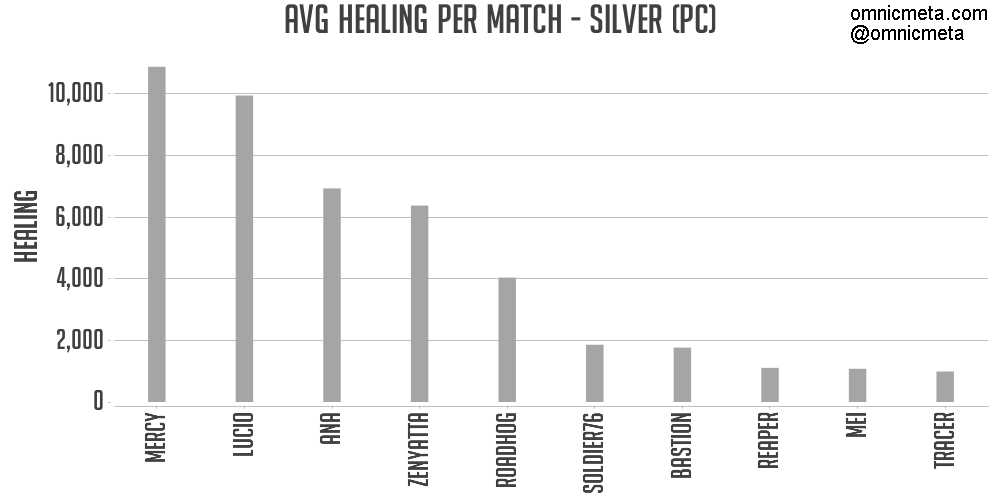 AVG HEALING PER MATCH - SILVER (PC)
omnicmeta.com
@omnicmeta
HEALING
10,000
8,000
6,000
4,000
2,000
0
MERCY
LUCIO
ANA
ZENYATTA
ROADHOG
SOLDIER76
BASTION
REAPER
MEI
TRACER